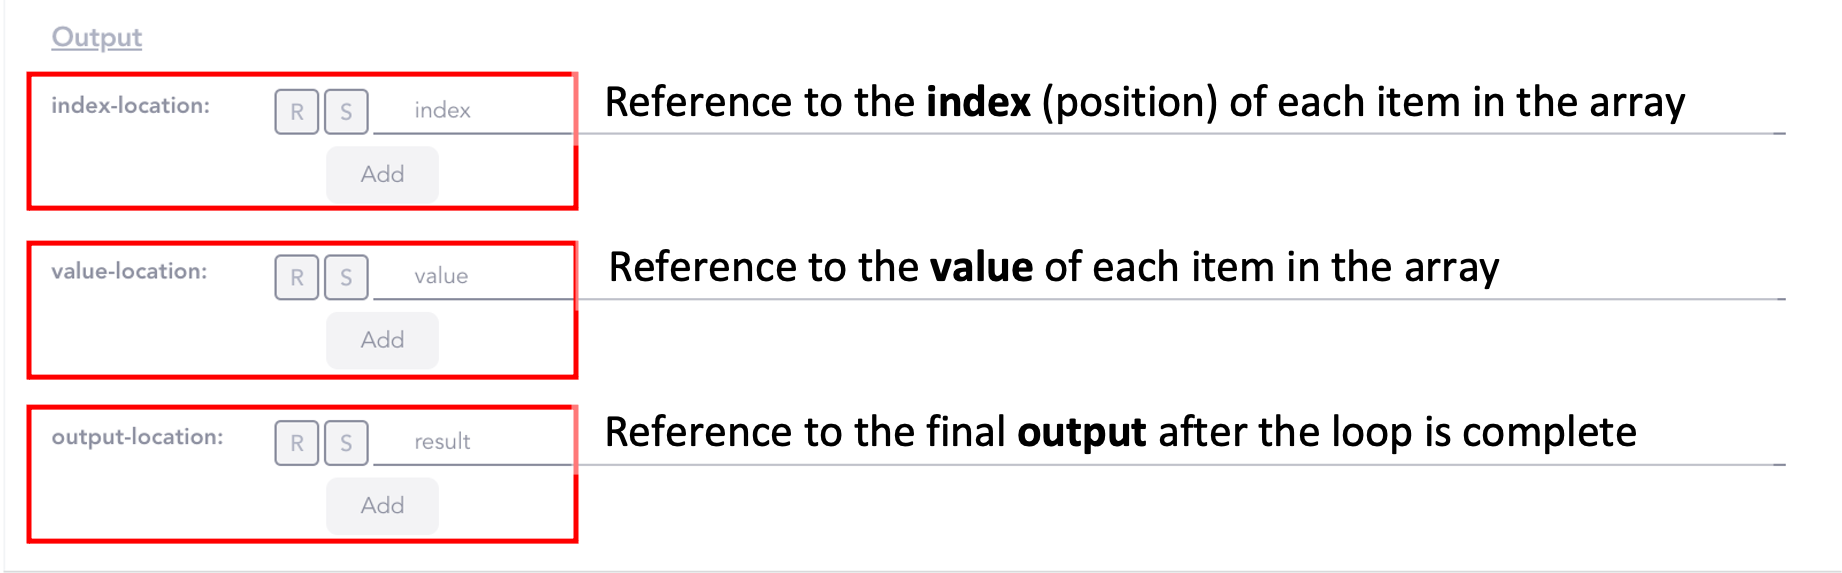 Output
index-location: R S index Reference to the index (position) of each item in the array
Add
value-location: R S value Reference to the value of each item in the array
Add
output-location: R S result Reference to the final output after the loop is complete
Add